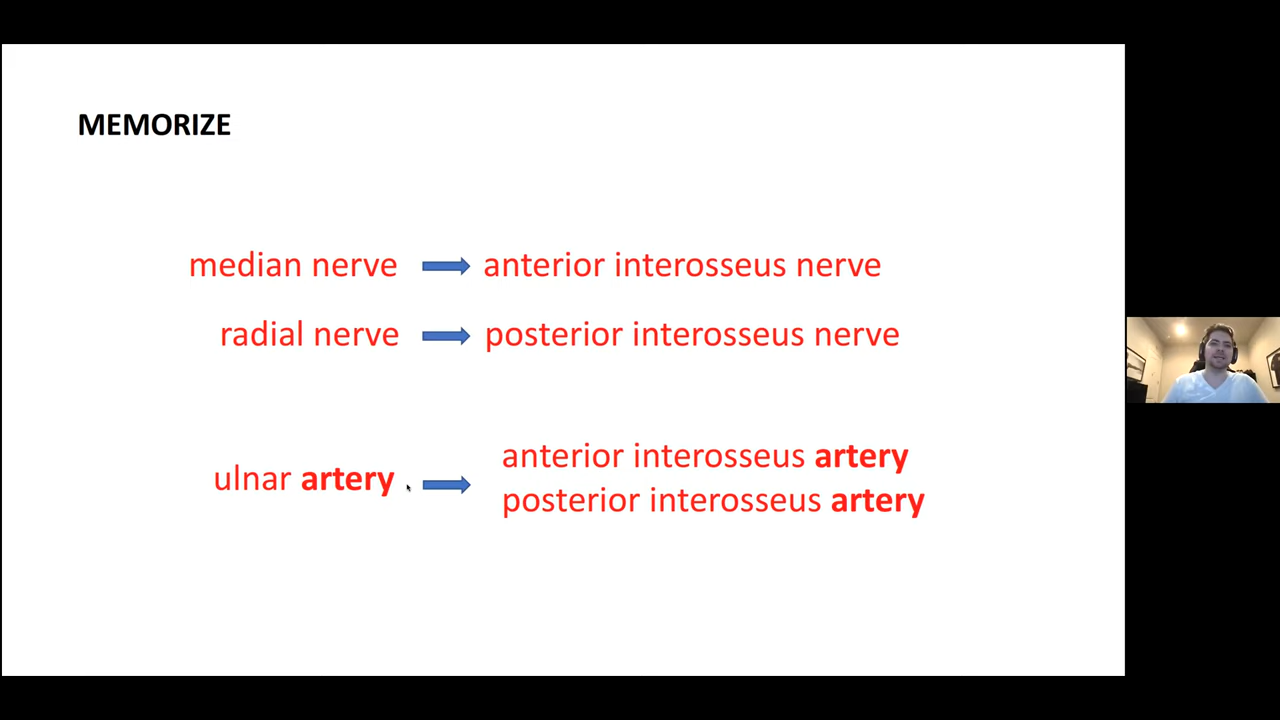 MEMORIZE
median nerve anterior interosseus nerve
radial nerve posterior interosseus nerve
ulnar artery
anterior interosseus artery
posterior interosseus artery